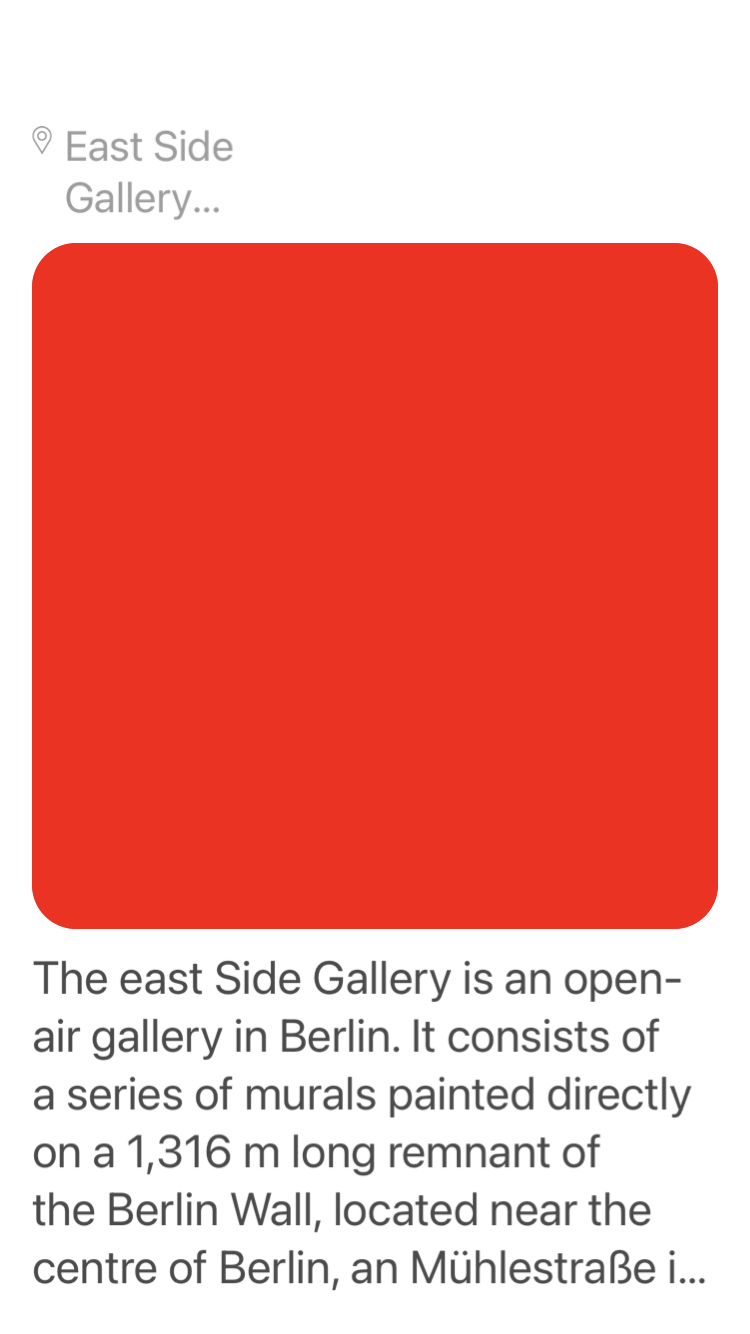 East Side
Gallery...
The east Side Gallery is an open-
air gallery in Berlin. It consists of
a series of murals painted directly
on a 1,316 m long remnant of
the Berlin Wall, located near the
centre of Berlin, an Mühlestraße i...